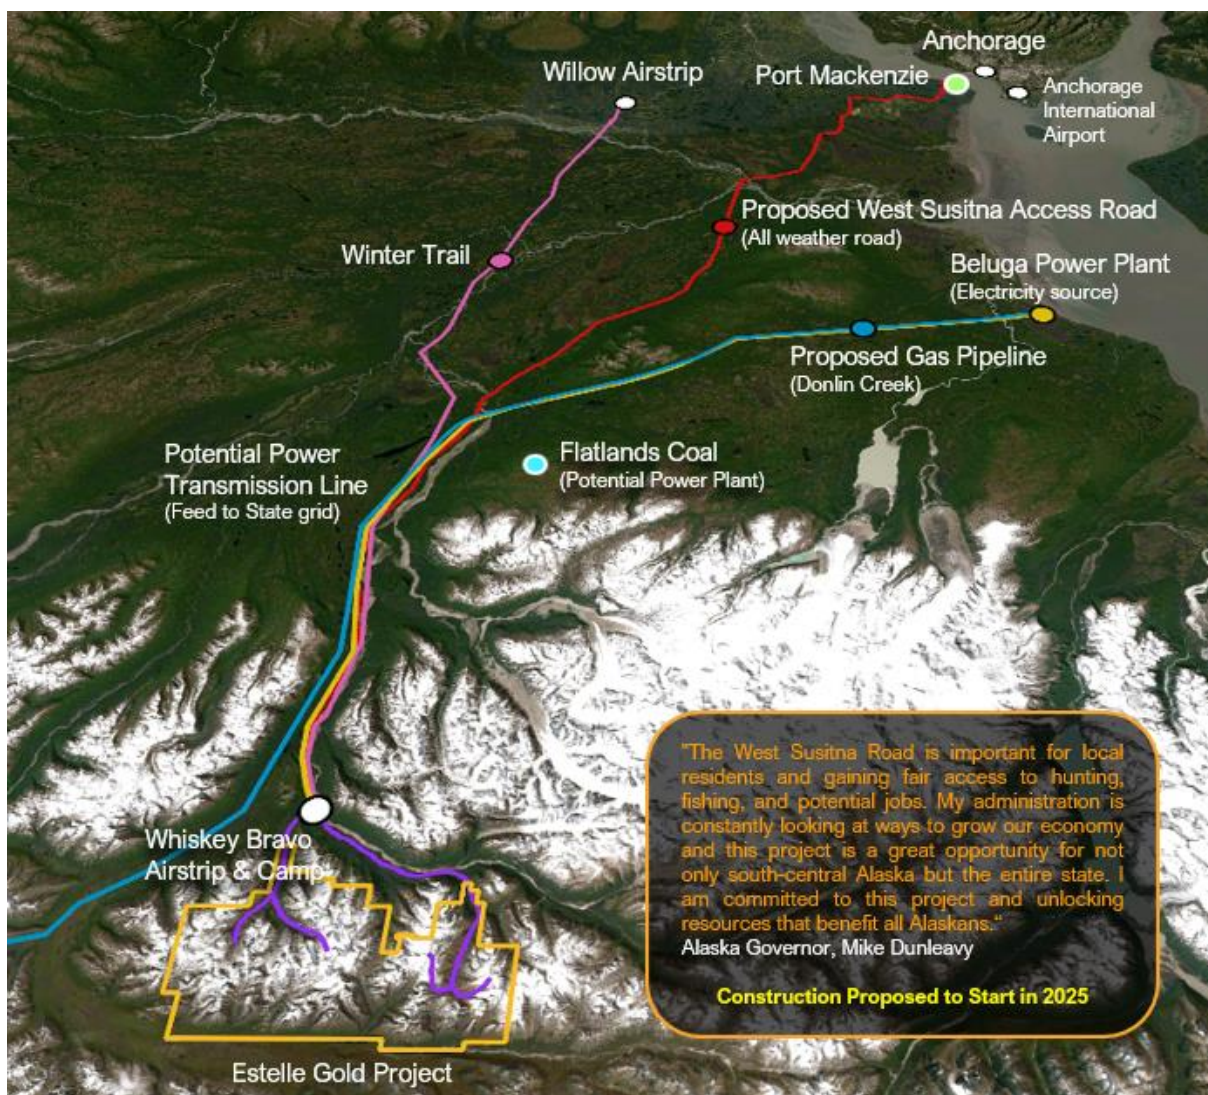 Anchorage
Willow Airstrip
Port Mackenzie
Anchorage
International
Airport
Proposed West Susitna Access Road
(All weather road)
Winter Trail
Beluga Power Plant
(Electricity source)
Proposed Gas Pipeline
(Donlin Creek)
Potential Power
Transmission Line
(Feed to State grid)
Flatlands Coal
(Potential Power Plant)
"The West Susitna Road is important for local
residents and gaining fair access to hunting,
fishing, and potential jobs. My administration is
constantly looking at ways to grow our economy
and this project is a great opportunity for not
only south-central Alaska but the entire state. I
am committed to this project and unlocking
resources that benefit all Alaskans.“
Alaska Governor, Mike Dunleavy
Construction Proposed to Start in 2025
Whiskey Bravo
Airstrip & Camp
Estelle Gold Project